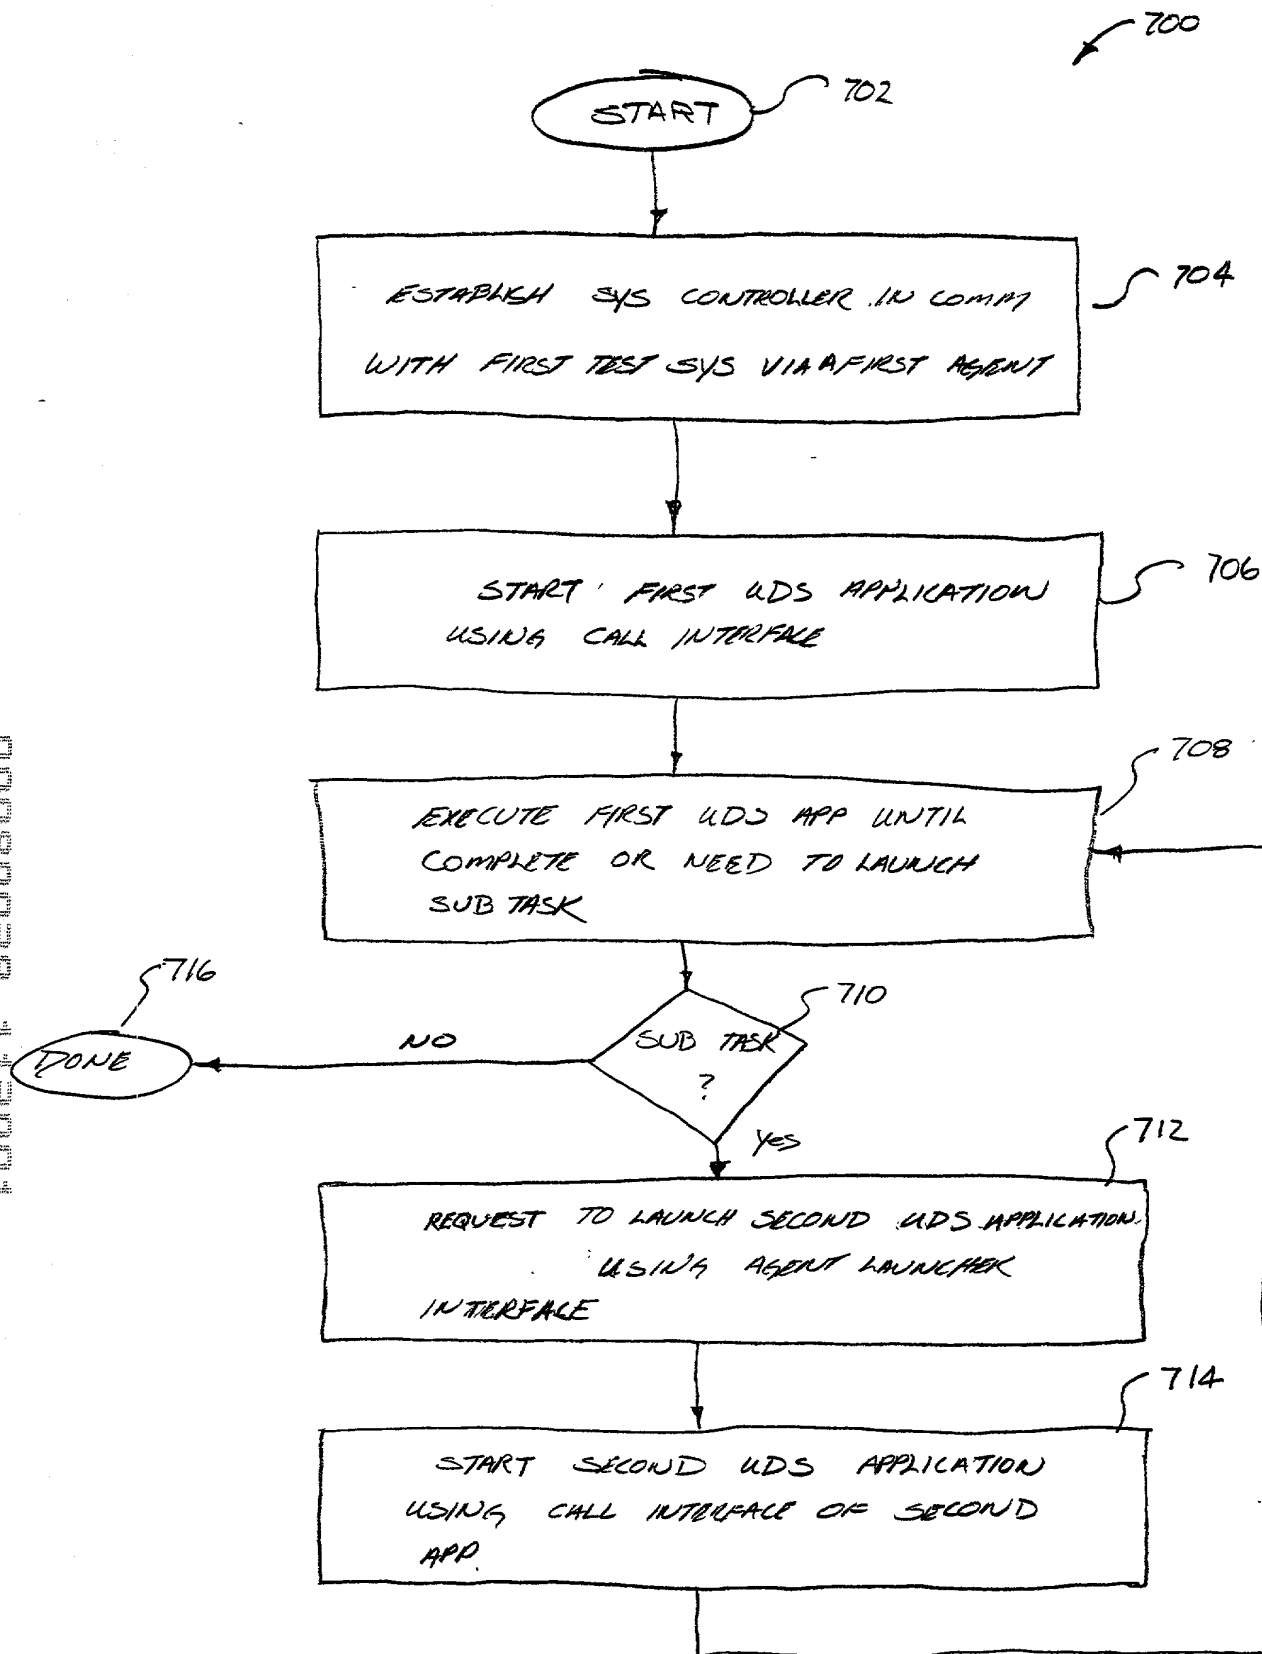 700
START
702
ESTABLISH SYS CONTROLLER IN COMM
WITH FIRST TEST SYS VIA A FIRST AGENT
704
START FIRST UDS APPLICATION
USING CALL INTERFACE
706
EXECUTE FIRST UDS APP UNTIL
COMPLETE OR NEED TO LAUNCH
SUB TASK
708
716
DONE
NO
710
SUB TASK
?
Yes
712
REQUEST TO LAUNCH SECOND UDS APPLICATION
USING AGENT LAUNCHER
INTERFACE
714
START SECOND UDS APPLICATION
USING CALL INTERFACE OF SECOND
APP.